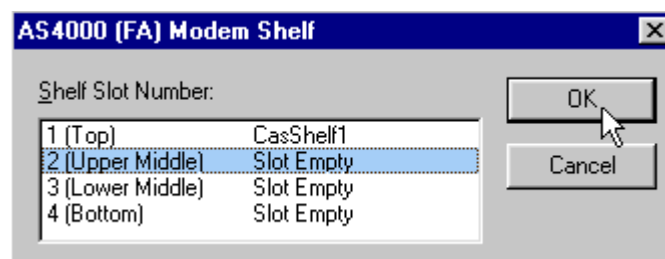 AS4000 (FA) Modem Shelf
Shelf Slot Number:
1 (Top) CasShelf1
2 (Upper Middle) Slot Empty
3 (Lower Middle) Slot Empty
4 (Bottom) Slot Empty
OK
Cancel